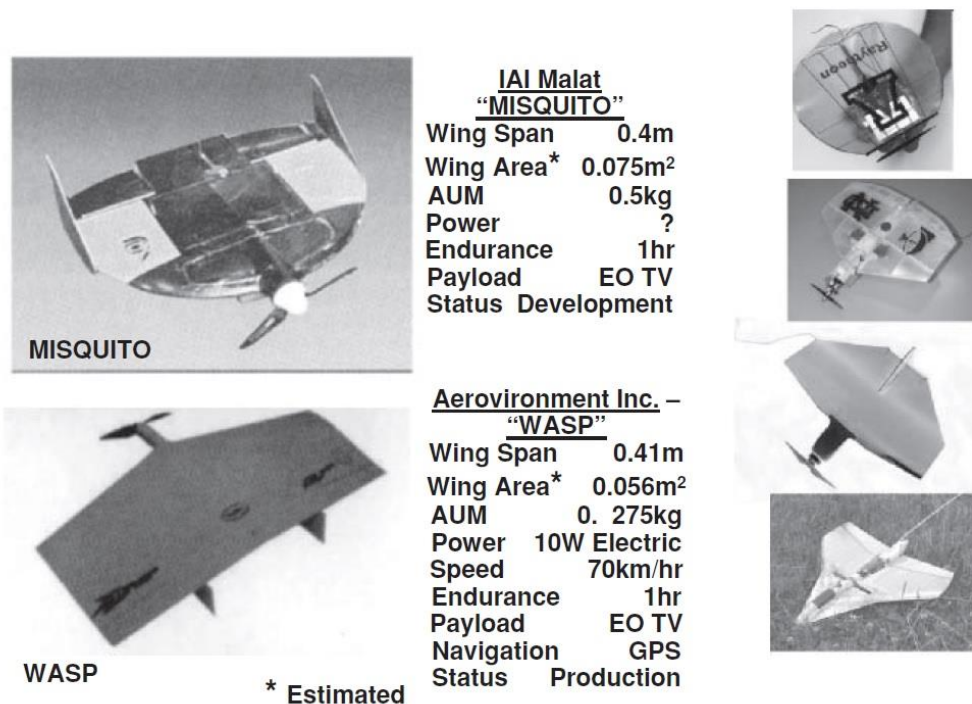 IAI Malat
“MISQUITO”
Wing Span 0.4m
Wing Area* 0.075m²
AUM 0.5kg
Power ?
Endurance 1hr
Payload EO TV
Status Development
MISQUITO
Aerovironment Inc. –
“WASP”
Wing Span 0.41m
Wing Area* 0.056m²
AUM 0. 275kg
Power 10W Electric
Speed 70km/hr
Endurance 1hr
Payload EO TV
Navigation GPS
Status Production
WASP
* Estimated
Raytheon